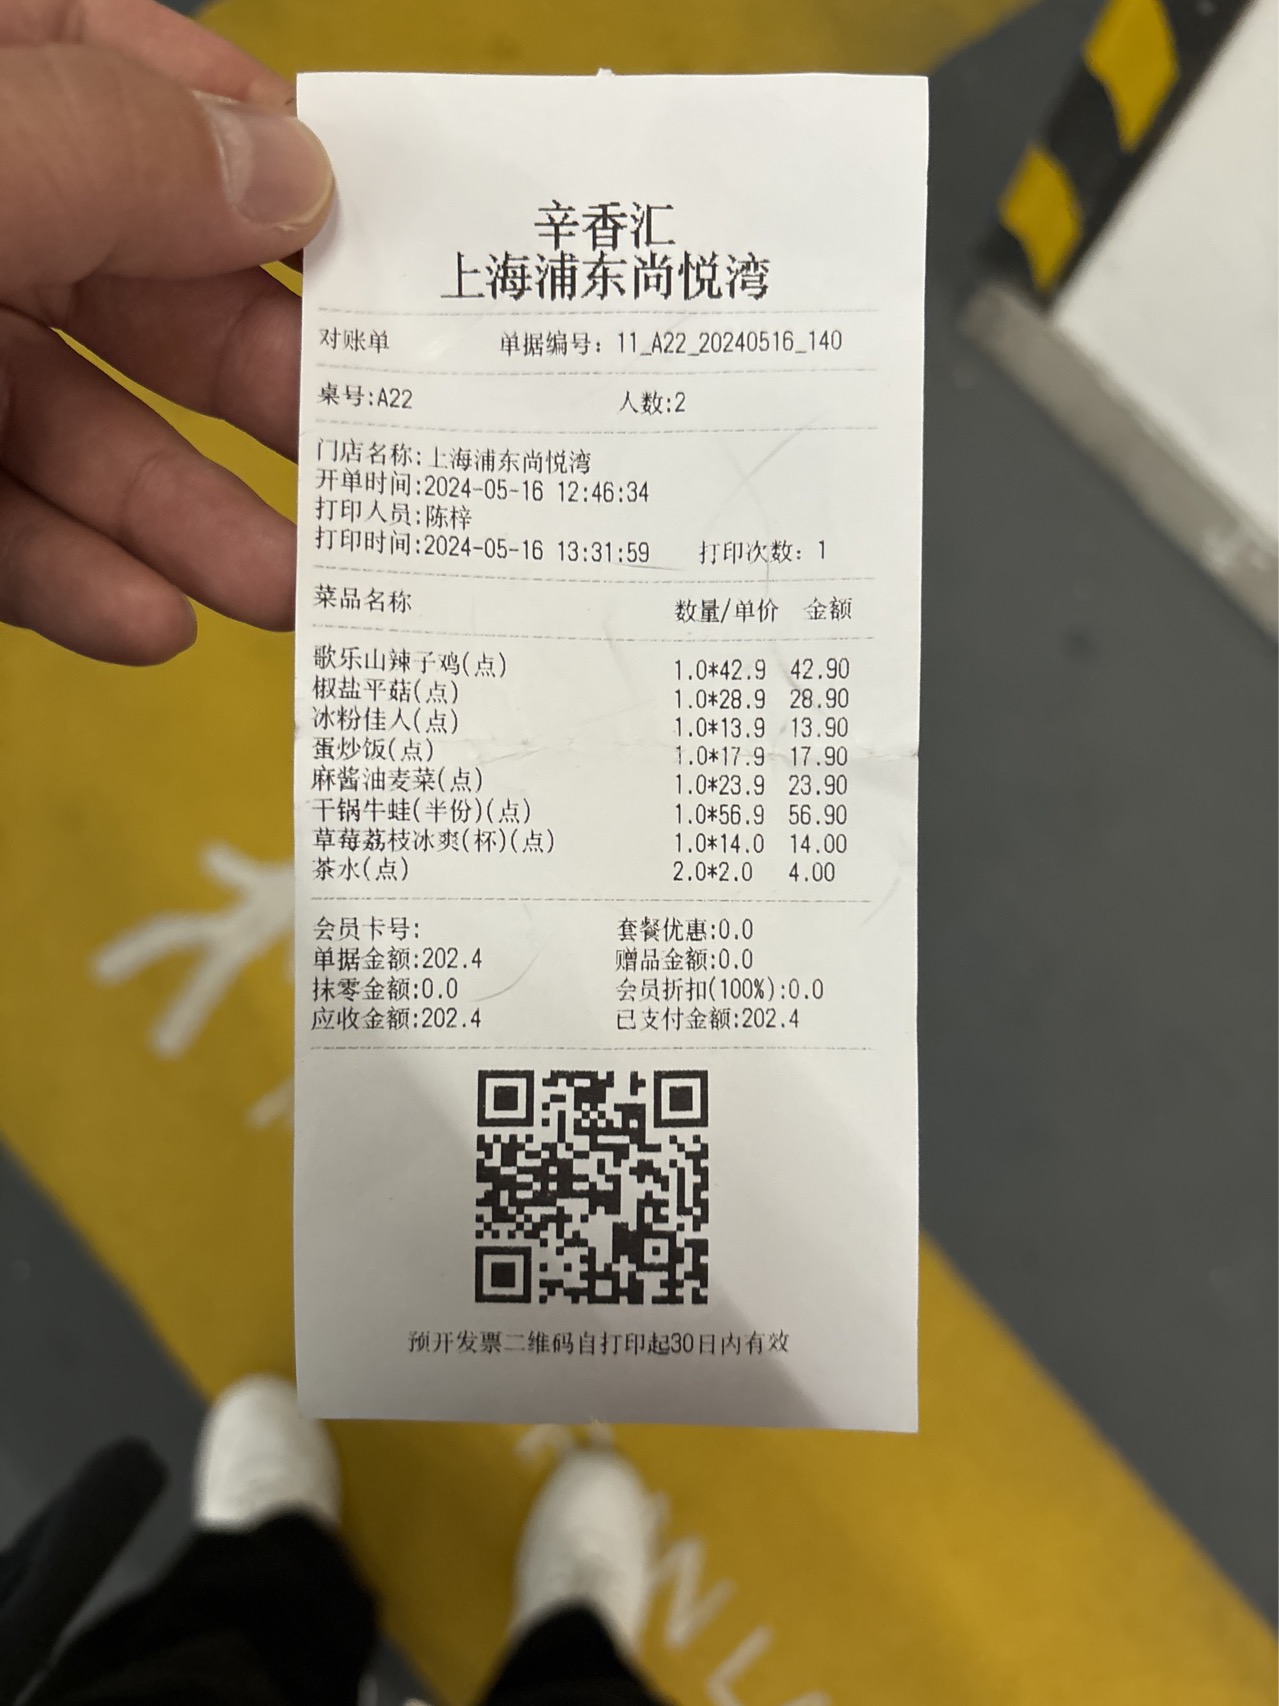 辛香汇
上海浦东尚悦湾
对账单 单据编号：11_A22_20240516_140
桌号:A22 人数:2
门店名称:上海浦东尚悦湾
开单时间:2024-05-16 12:46:34
打印人员:陈梓
打印时间:2024-05-16 13:31:59 打印次数：1
菜品名称 数量/单价 金额
歌乐山辣子鸡(点) 1.0*42.9 42.90
椒盐平菇(点) 1.0*28.9 28.90
冰粉佳人(点) 1.0*13.9 13.90
蛋炒饭(点) 1.0*17.9 17.90
麻酱油麦菜(点) 1.0*23.9 23.90
干锅牛蛙(半份)(点) 1.0*56.9 56.90
草莓荔枝冰爽(杯)(点) 1.0*14.0 14.00
茶水(点) 2.0*2.0 4.00
会员卡号: 套餐优惠:0.0
单据金额:202.4 赠品金额:0.0
抹零金额:0.0 会员折扣(100%):0.0
应收金额:202.4 已支付金额:202.4
预开发票二维码自打印起30日内有效